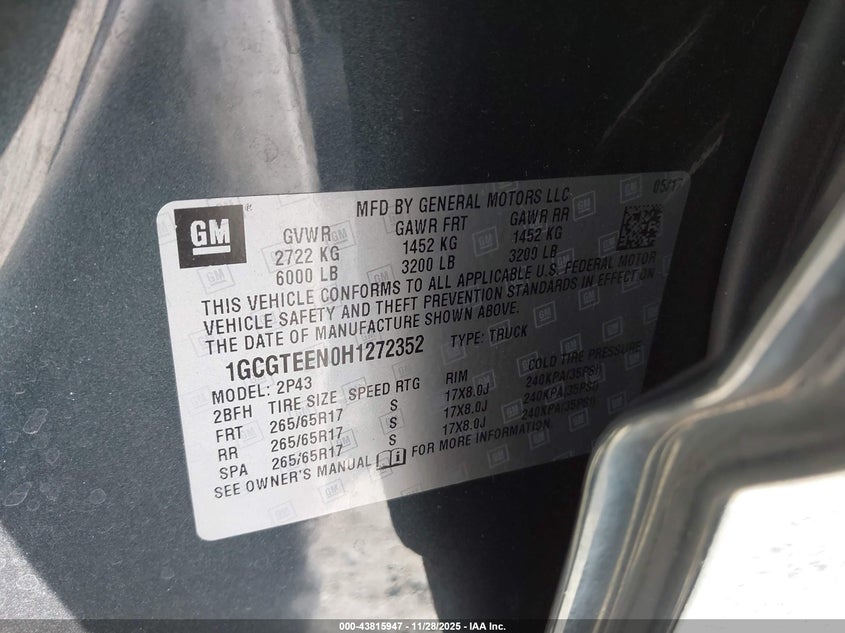 MFD BY GENERAL MOTORS LLC
GM ® GVWR GAWR FRT GAWR RR
2722 KG 1452 KG 1452 KG
6000 LB 3200 LB 3200 LB
THIS VEHICLE CONFORMS TO ALL APPLICABLE U.S. FEDERAL MOTOR
VEHICLE SAFETY AND THEFT PREVENTION STANDARDS IN EFFECT ON
THE DATE OF MANUFACTURE SHOWN ABOVE.
1GCGTEEN0H1272352 TYPE: TRUCK
MODEL: 2P43
2BFH TIRE SIZE SPEED RTG RIM COLD TIRE PRESSURE
FRT 265/65R17 S 17X8.0J 240KPA(35PSI)
RR 265/65R17 S 17X8.0J 240KPA(35PSI)
SPA 265/65R17 S 17X8.0J 240KPA(35PSI)
SEE OWNER'S MANUAL FOR MORE INFORMATION
000-43815947 - 11/28/2025 - IAA Inc.